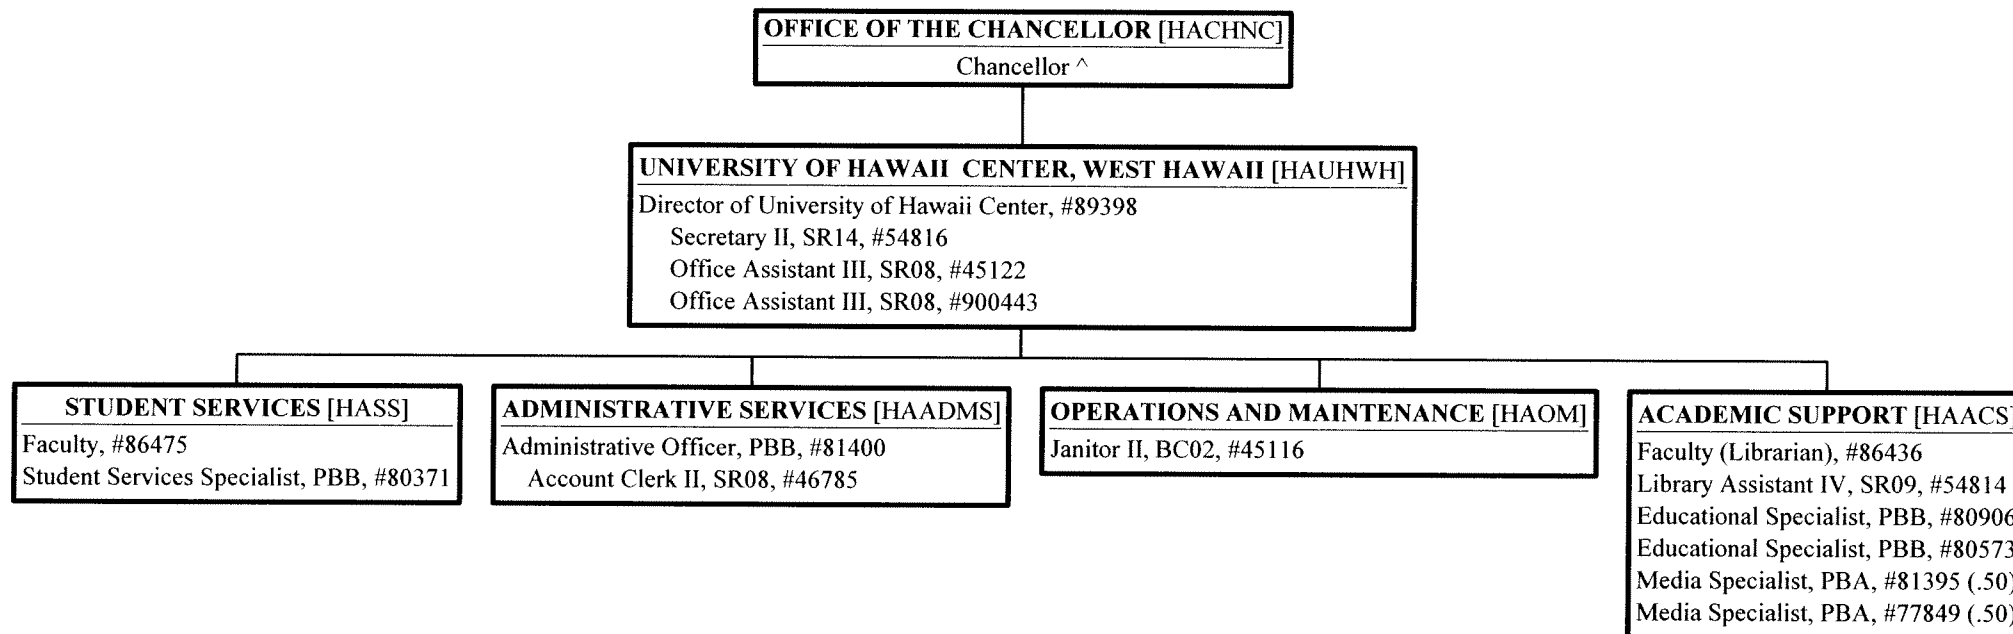 OFFICE OF THE CHANCELLOR [HACHNC]
Chancellor ^
UNIVERSITY OF HAWAII CENTER, WEST HAWAII [HAUHWH]
Director of University of Hawaii Center, #89398
Secretary II, SR14, #54816
Office Assistant III, SR08, #45122
Office Assistant III, SR08, #900443
STUDENT SERVICES [HASS]
Faculty, #86475
Student Services Specialist, PBB, #80371
ADMINISTRATIVE SERVICES [HAADMS]
Administrative Officer, PBB, #81400
Account Clerk II, SR08, #46785
OPERATIONS AND MAINTENANCE [HAOM]
Janitor II, BC02, #45116
ACADEMIC SUPPORT [HAACS]
Faculty (Librarian), #86436
Library Assistant IV, SR09, #54814
Educational Specialist, PBB, #80906
Educational Specialist, PBB, #80573
Media Specialist, PBA, #81395 (.50)
Media Specialist, PBA, #77849 (.50)